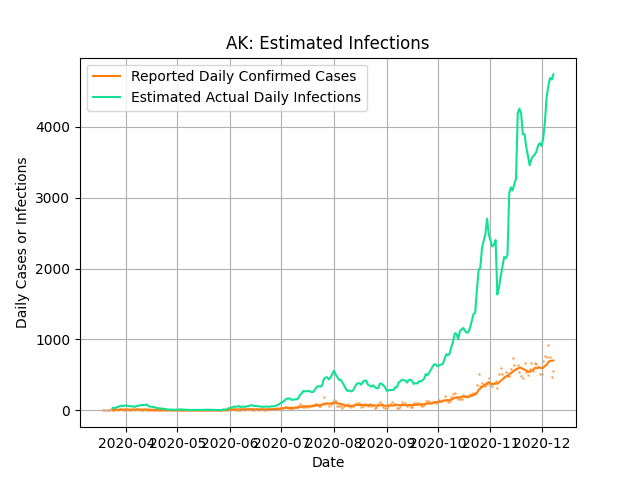 AK: Estimated Infections
Reported Daily Confirmed Cases
Estimated Actual Daily Infections
Daily Cases or Infections
4000
3000
2000
1000
0
2020-04 2020-05 2020-06 2020-07 2020-08 2020-09 2020-10 2020-11 2020-12
Date